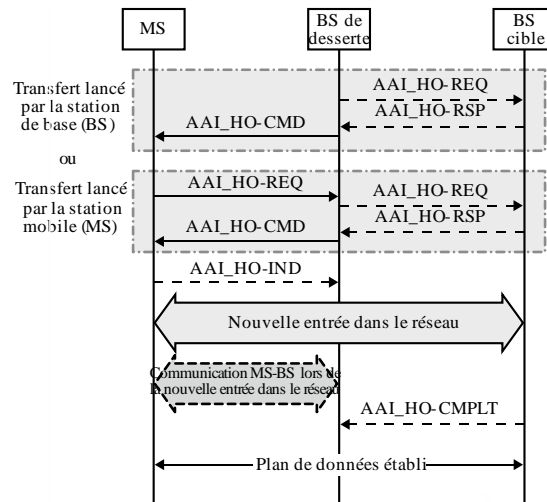 MS
BS de
desserte
BS
cible
Transfert lancé
par la station
de base (BS)
AAI_HO-REQ
AAI_HO-RSP
AAI_HO-CMD
ou
Transfert lancé
par la station
mobile (MS)
AAI_HO-REQ
AAI_HO-REQ
AAI_HO-RSP
AAI_HO-CMD
AAI_HO-IND
Nouvelle entrée dans le réseau
Communication MS-BS lors de
la nouvelle entrée dans le réseau
AAI_HO-CMPLT
Plan de données établi